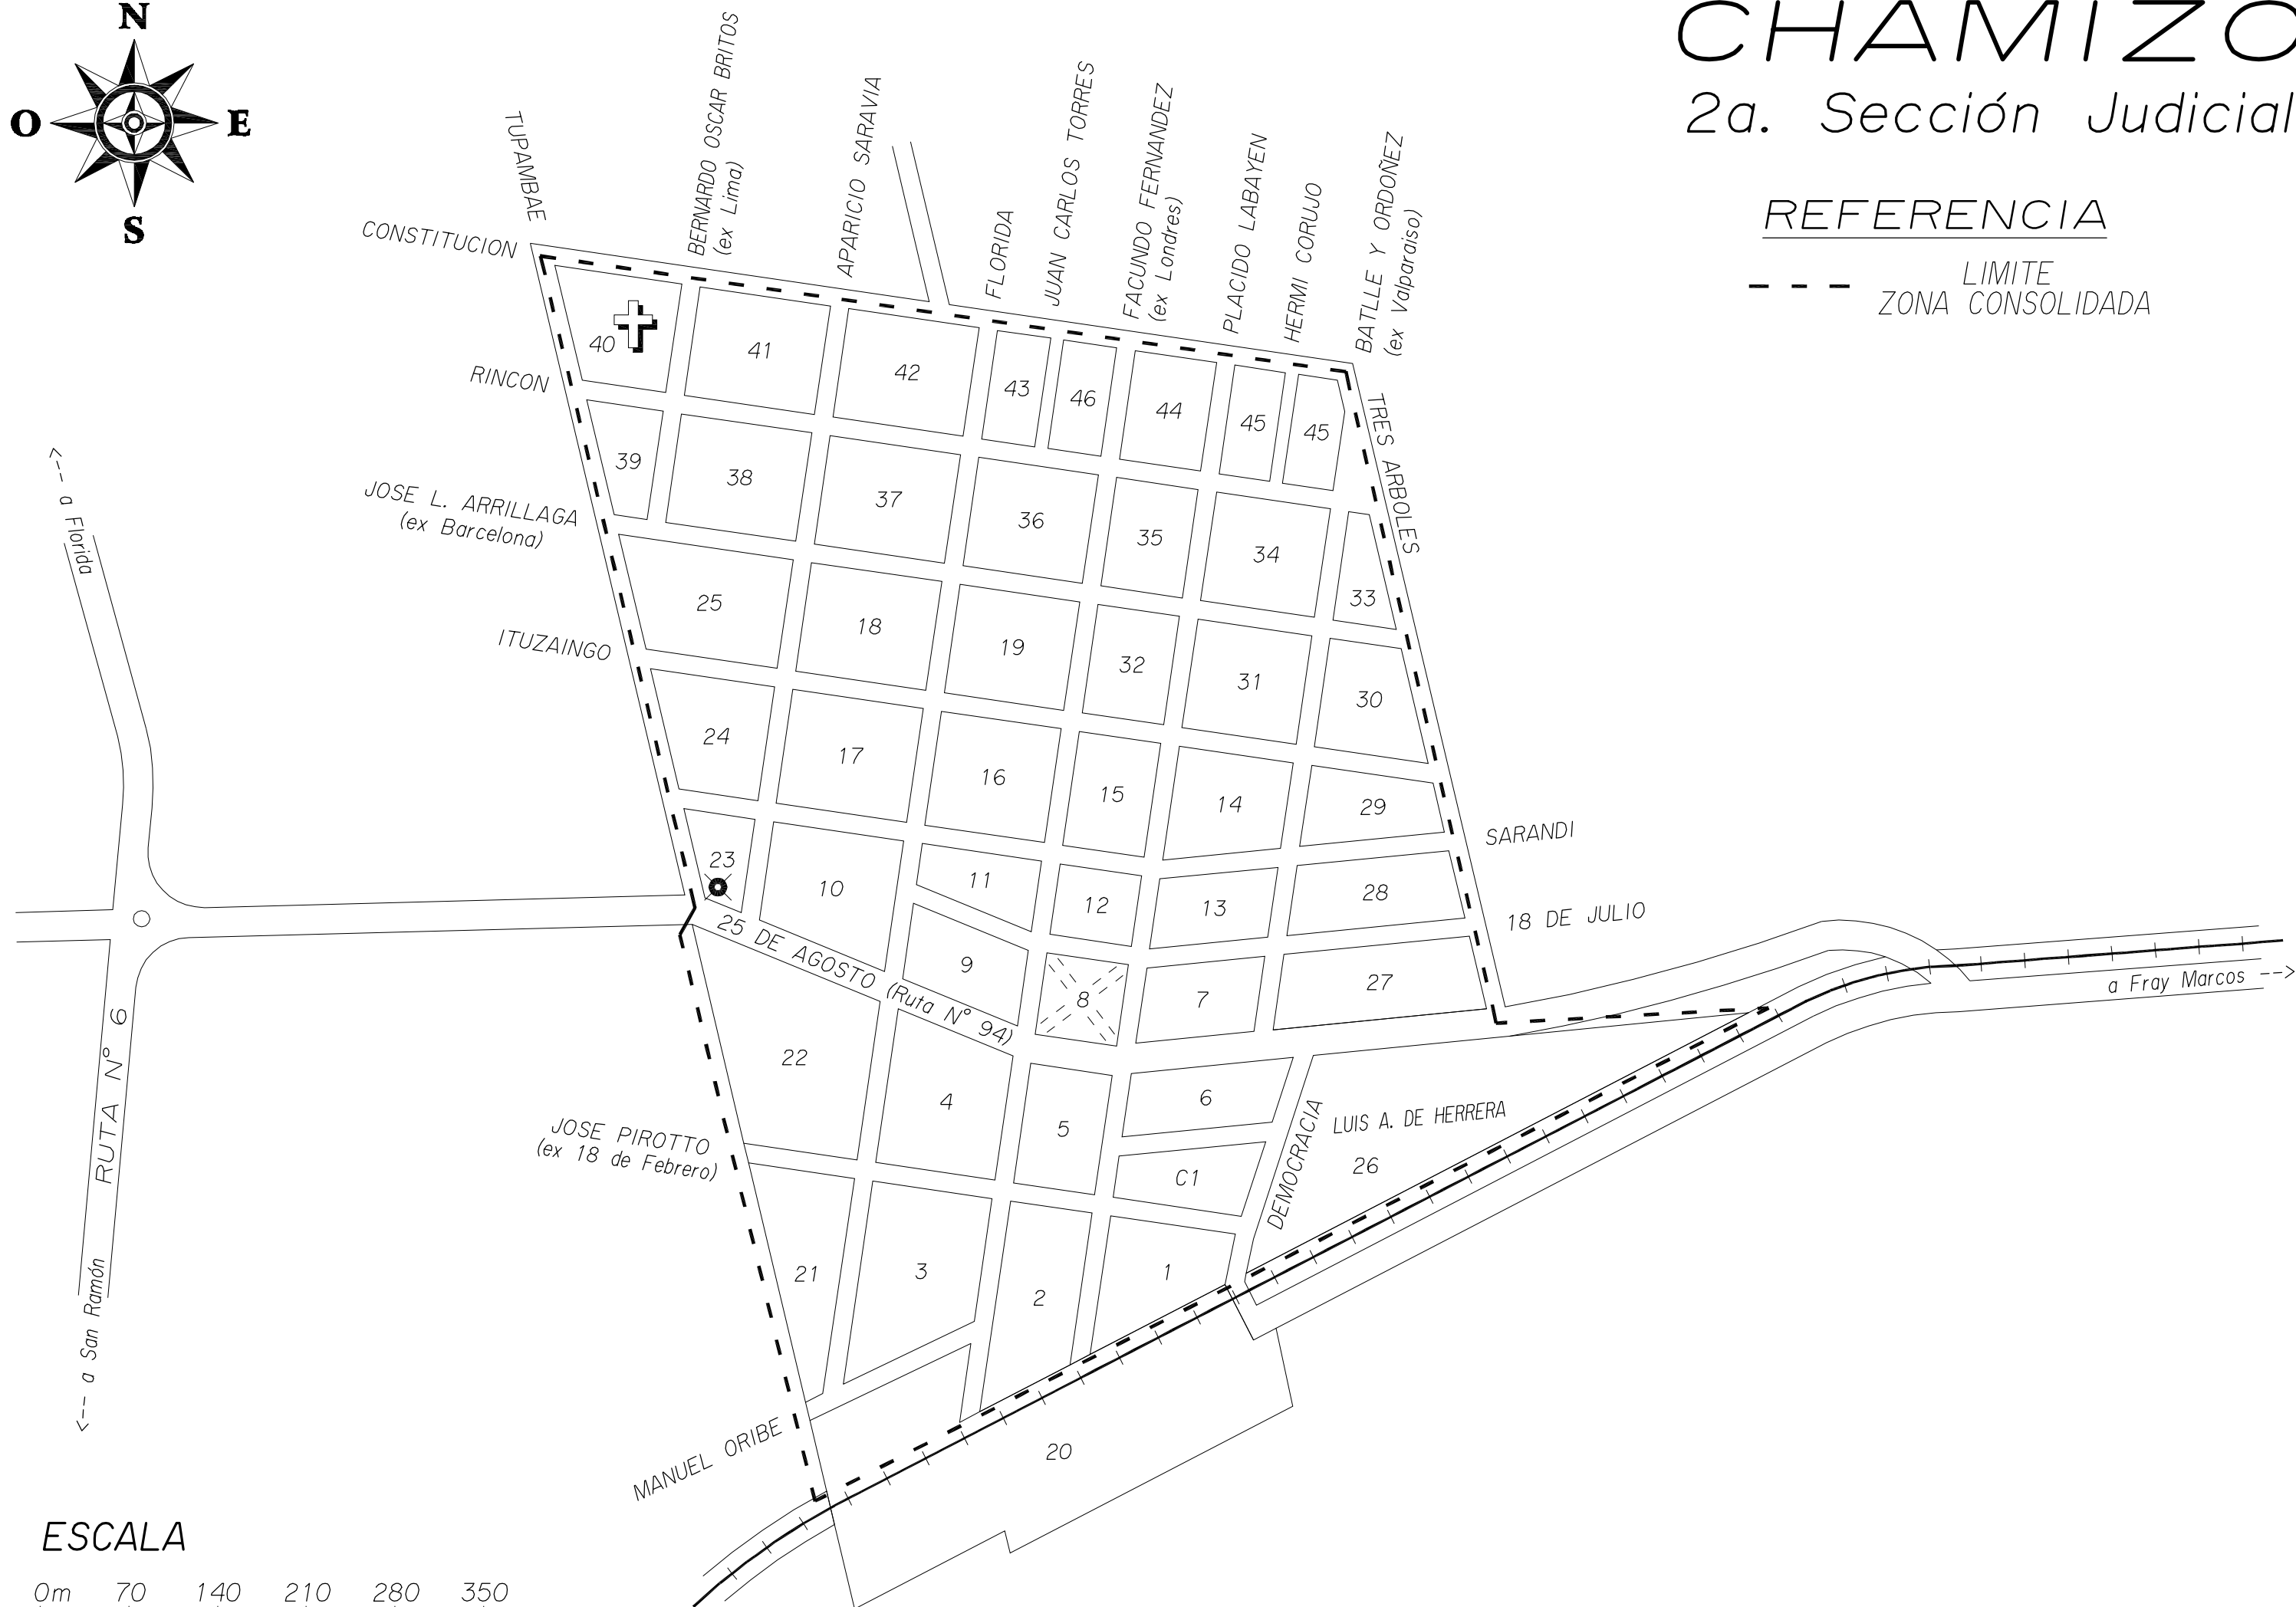 N
O
E
S
CHAMIZO
2a. Sección Judicial
REFERENCIA
LIMITE
ZONA CONSOLIDADA
TUPAMBAE
BERNARDO OSCAR BRITOS
(ex Lima)
APARICIO SARAVIA
FLORIDA
JUAN CARLOS TORRES
FACUNDO FERNANDEZ
(ex Londres)
PLACIDO LABAYEN
HERMI CORUJO
BATLLE Y ORDOÑEZ
(ex Valparaiso)
CONSTITUCION
40
41
42
43
46
44
45
45
RINCON
TRES ARBOLES
39
38
37
36
35
34
33
JOSE L. ARRILLAGA
(ex Barcelona)
<--- a Florida
25
18
19
32
31
30
ITUZAINGO
24
17
16
15
14
29
SARANDI
23
10
11
12
13
28
18 DE JULIO
25 DE AGOSTO (Ruta N° 94)
9
8
7
27
a Fray Marcos -->
RUTA N° 6
22
4
5
6
DEMOCRACIA
LUIS A. DE HERRERA
26
JOSE PIROTTO
(ex 18 de Febrero)
C1
21
3
2
1
<--- a San Ramón
MANUEL ORIBE
20
ESCALA
0m 70 140 210 280 350